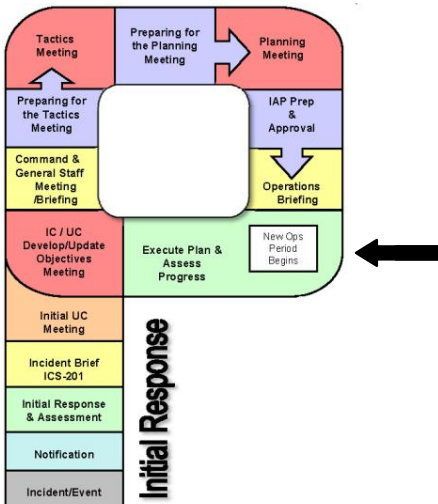 Tactics
Meeting
Preparing for
the Planning
Meeting
Planning
Meeting
Preparing for
the Tactics
Meeting
IAP Prep
&
Approval
Command &
General Staff
Meeting
/Briefing
Operations
Briefing
IC / UC
Develop/Update
Objectives
Meeting
Execute Plan &
Assess
Progress
New Ops
Period
Begins
Initial UC
Meeting
Incident Brief
ICS-201
Initial Response
& Assessment
Notification
Incident/Event
Initial Response